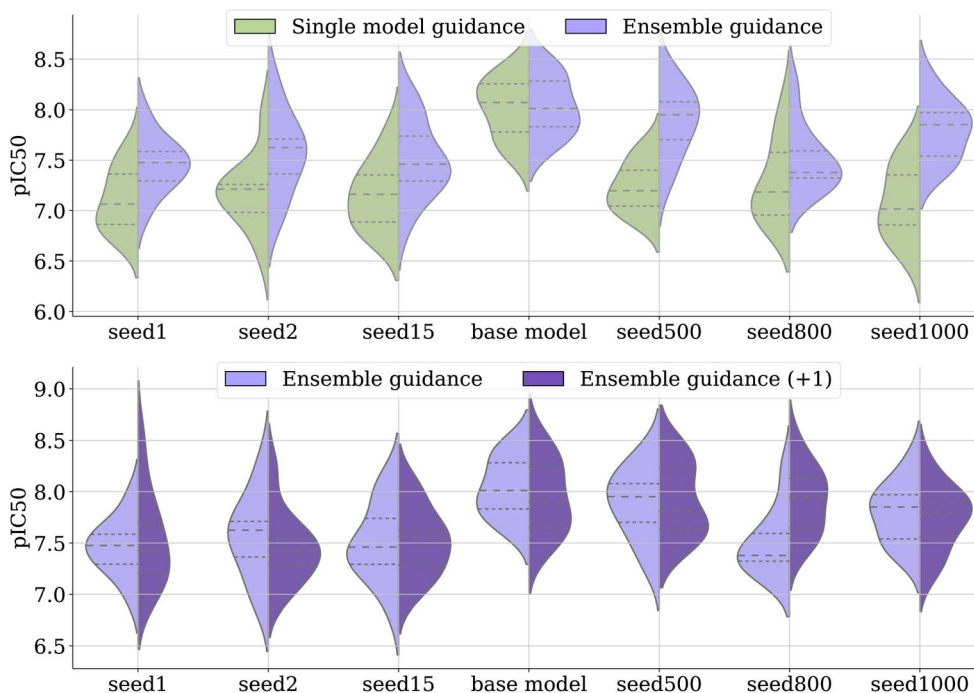 Single model guidance Ensemble guidance
8.5
8.0
7.5
7.0
6.5
6.0
pIC50
seed1 seed2 seed15 base model seed500 seed800 seed1000
Ensemble guidance Ensemble guidance (+1)
9.0
8.5
8.0
7.5
7.0
6.5
pIC50
seed1 seed2 seed15 base model seed500 seed800 seed1000